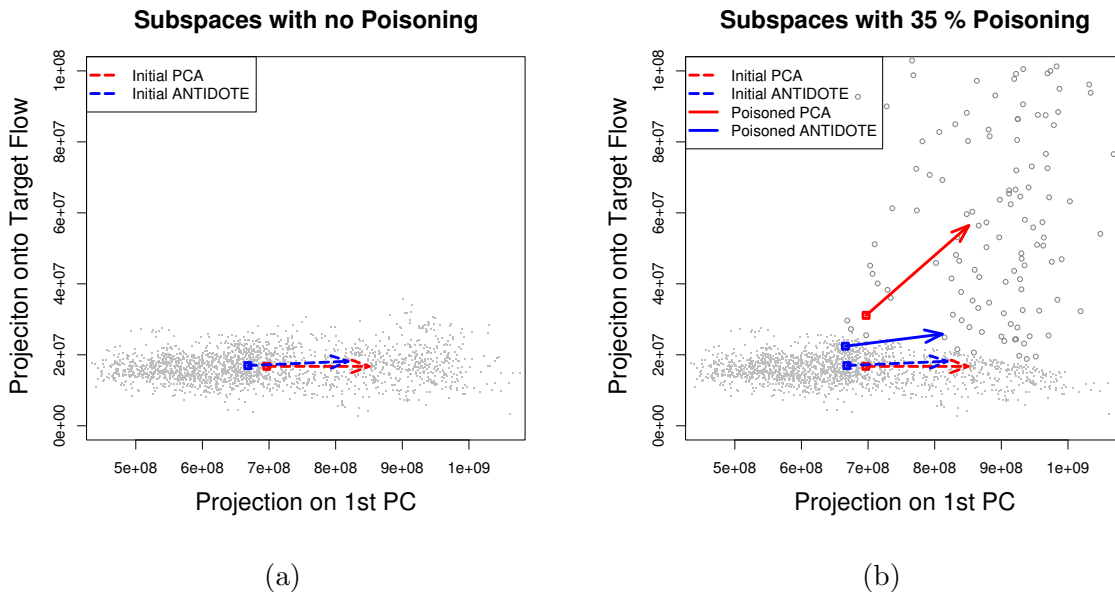 Subspaces with no Poisoning
Initial PCA
Initial ANTIDOTE
Projeciton onto Target Flow
0e+00
2e+07
4e+07
6e+07
8e+07
1e+08
5e+08
6e+08
7e+08
8e+08
9e+08
1e+09
Projection on 1st PC
(a)
Subspaces with 35 % Poisoning
Initial PCA
Initial ANTIDOTE
Poisoned PCA
Poisoned ANTIDOTE
Projection onto Target Flow
0e+00
2e+07
4e+07
6e+07
8e+07
1e+08
5e+08
6e+08
7e+08
8e+08
9e+08
1e+09
Projection on 1st PC
(b)